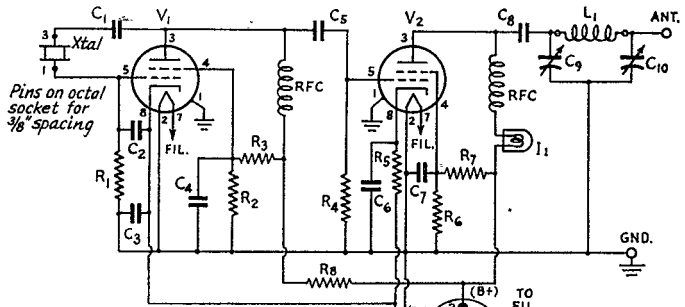 C1
V1
C5
V2
C8
L1
ANT.
3
Xtal
1
3
4
5
RFC
3
5
4
C9
C10
RFC
Pins on octal
socket for
3/8" spacing
1
8
2
7
FIL.
1
8
2
7
FIL.
I1
C2
R1
C3
C4
R3
R2
R4
C6
R5
C7
R7
R6
GND.
R8
(B+)
2
TO
FIL.